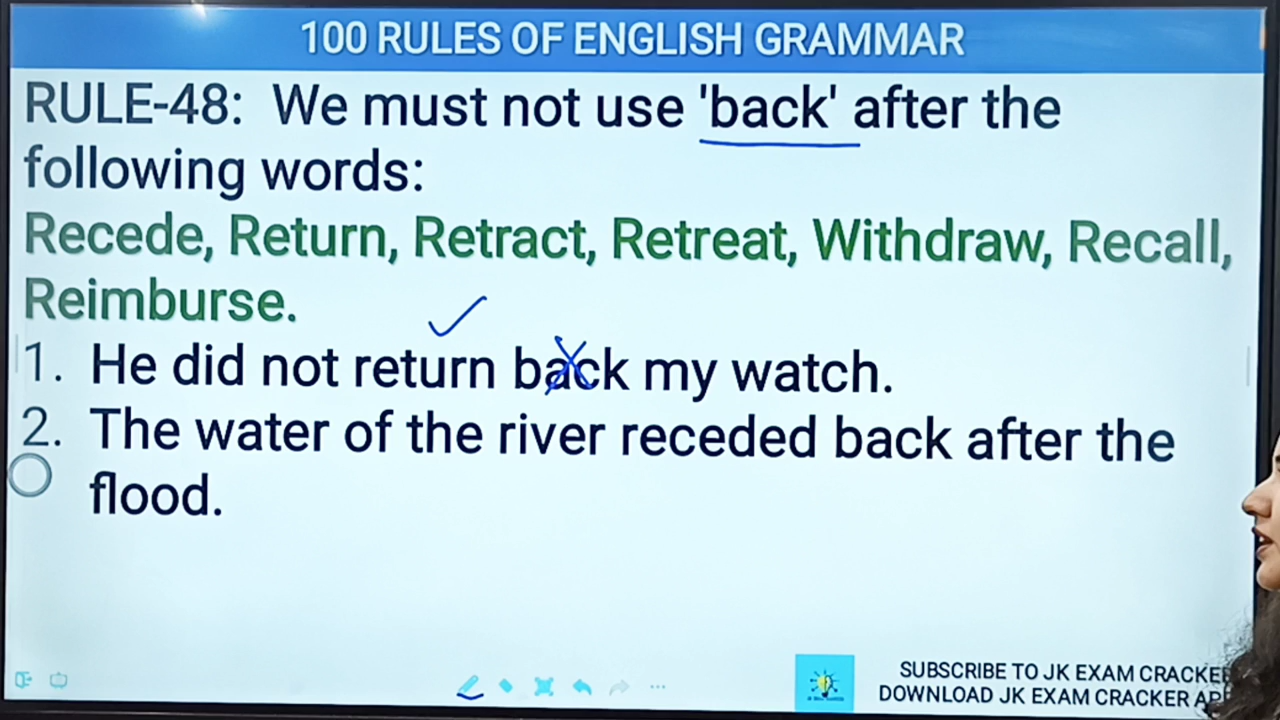 100 RULES OF ENGLISH GRAMMAR
RULE-48: We must not use 'back' after the
following words:
Recede, Return, Retract, Retreat, Withdraw, Recall,
Reimburse.
1. He did not return back my watch.
2. The water of the river receded back after the
flood.
SUBSCRIBE TO JK EXAM CRACKE
DOWNLOAD JK EXAM CRACKER AP